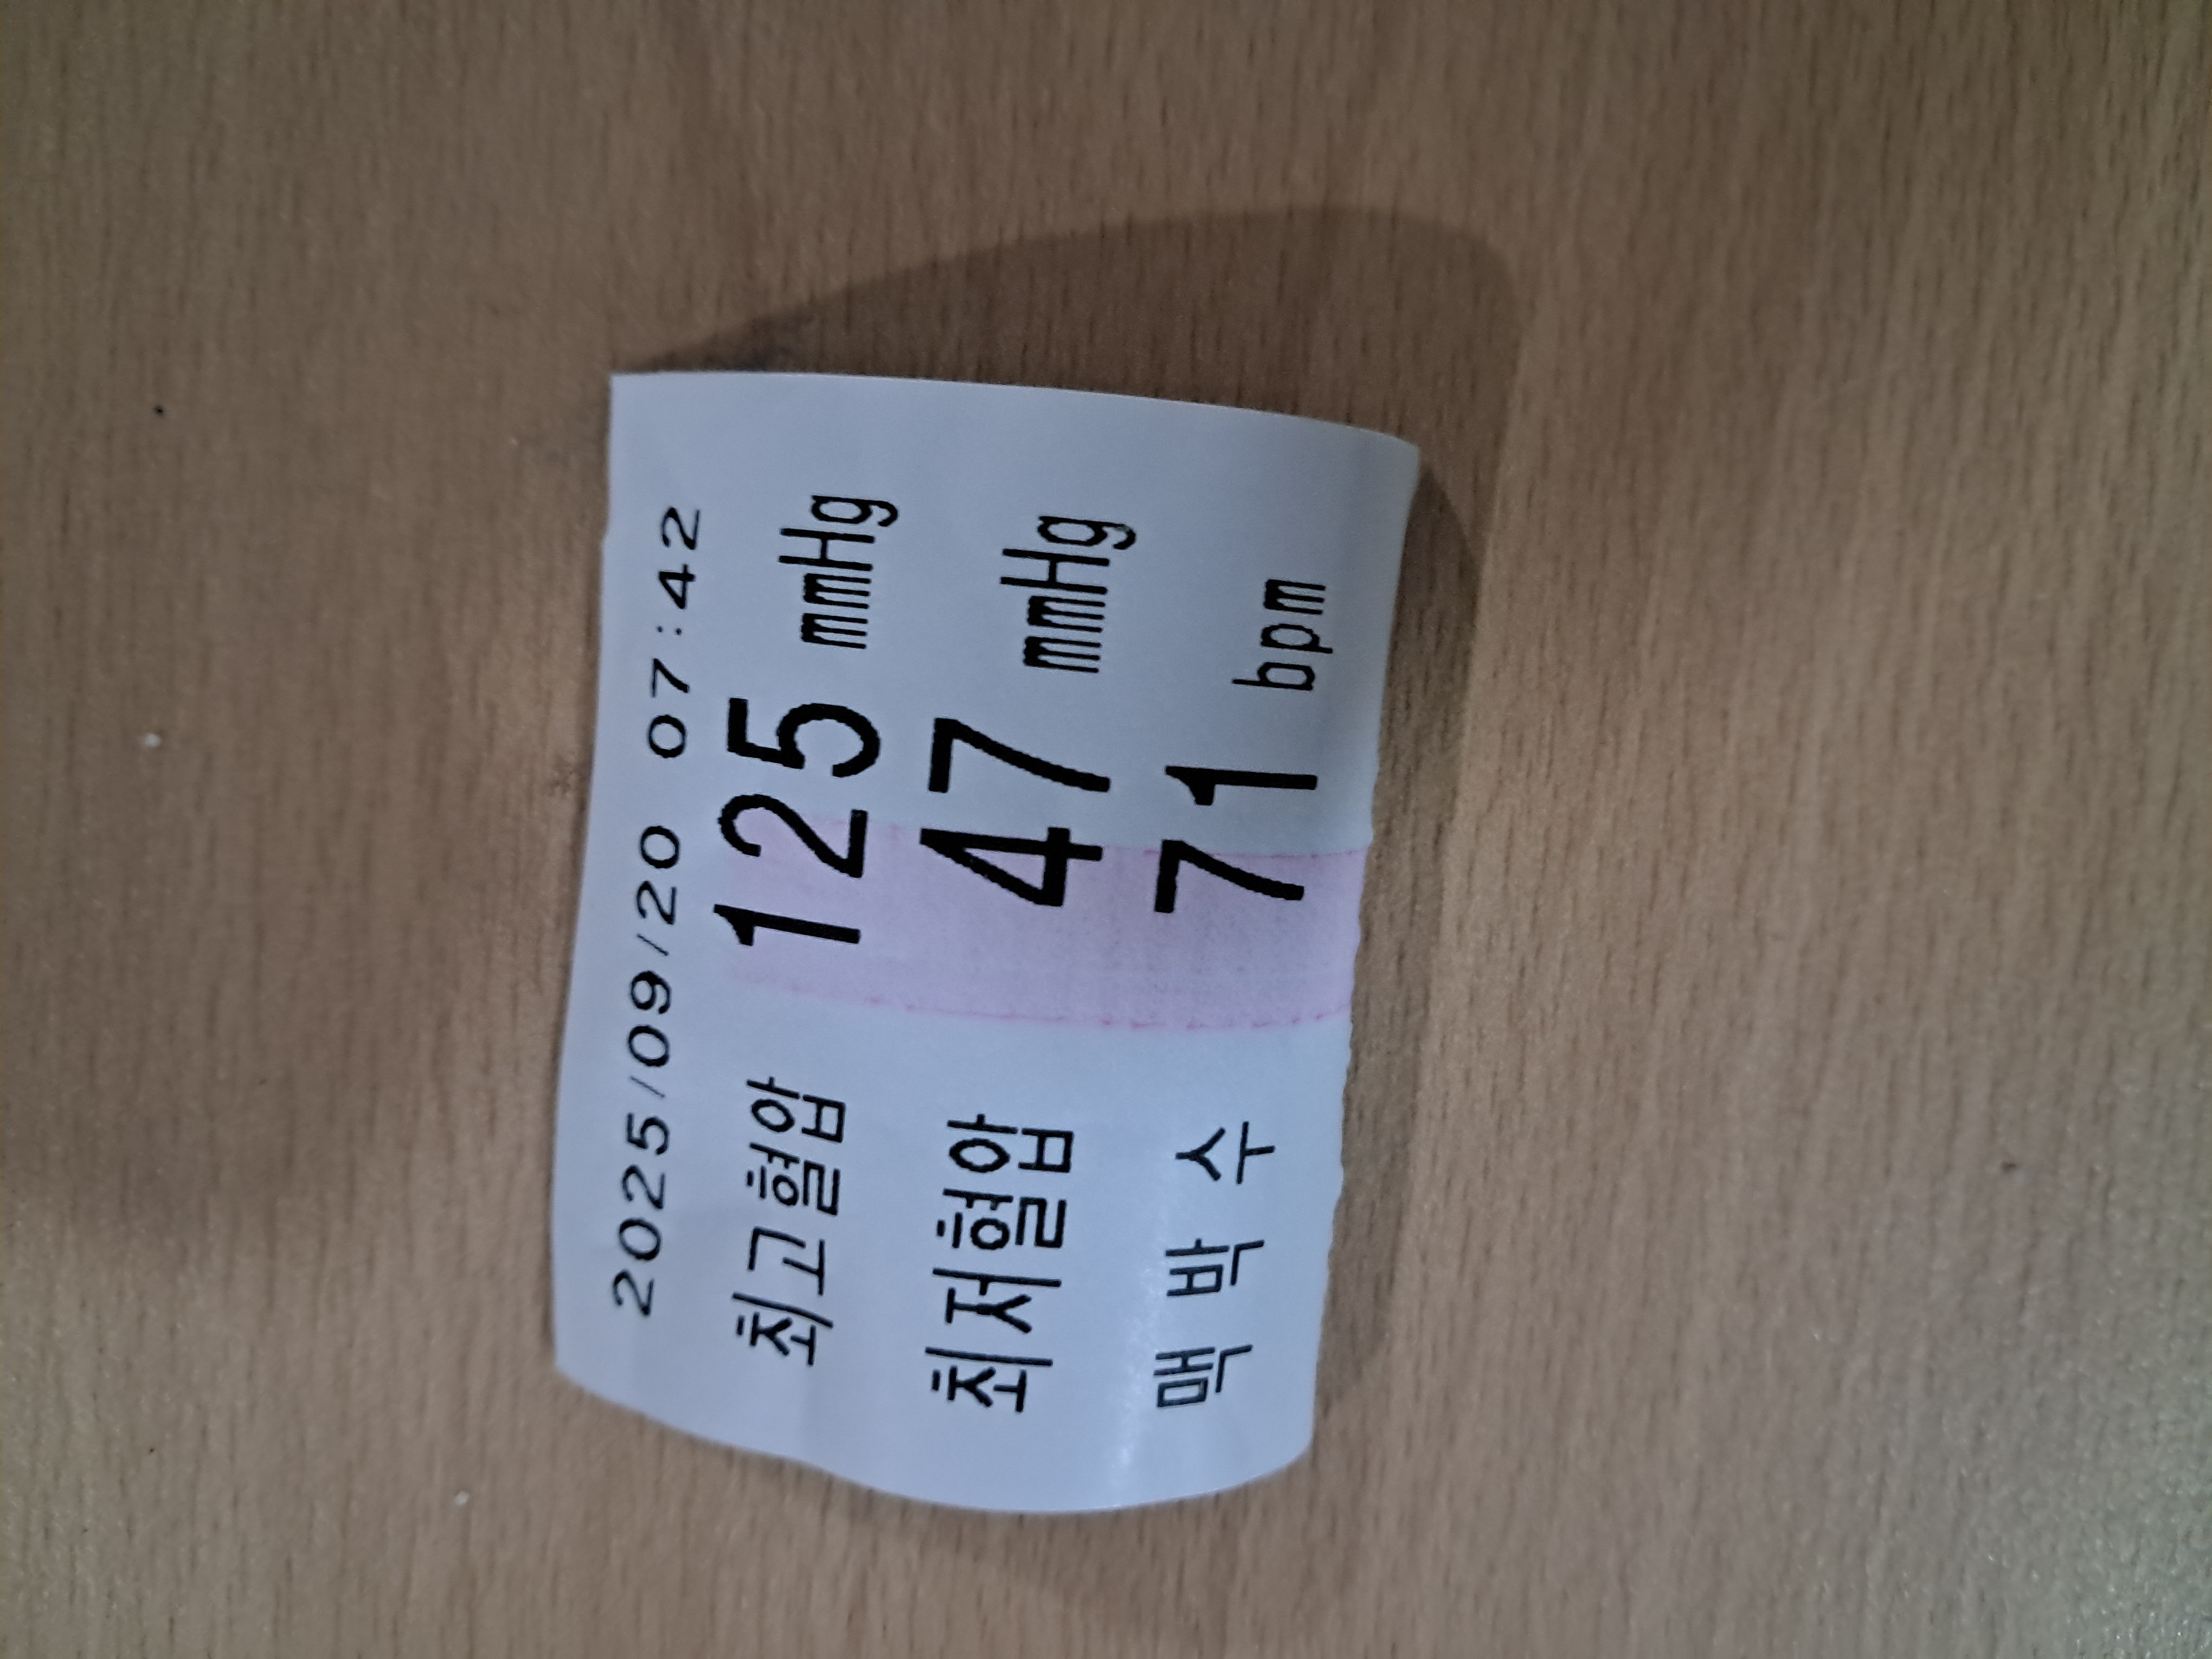 2025/09/20 07:42
최고혈압 125 mmHg
최저혈압 47 mmHg
맥 박 수 71 bpm